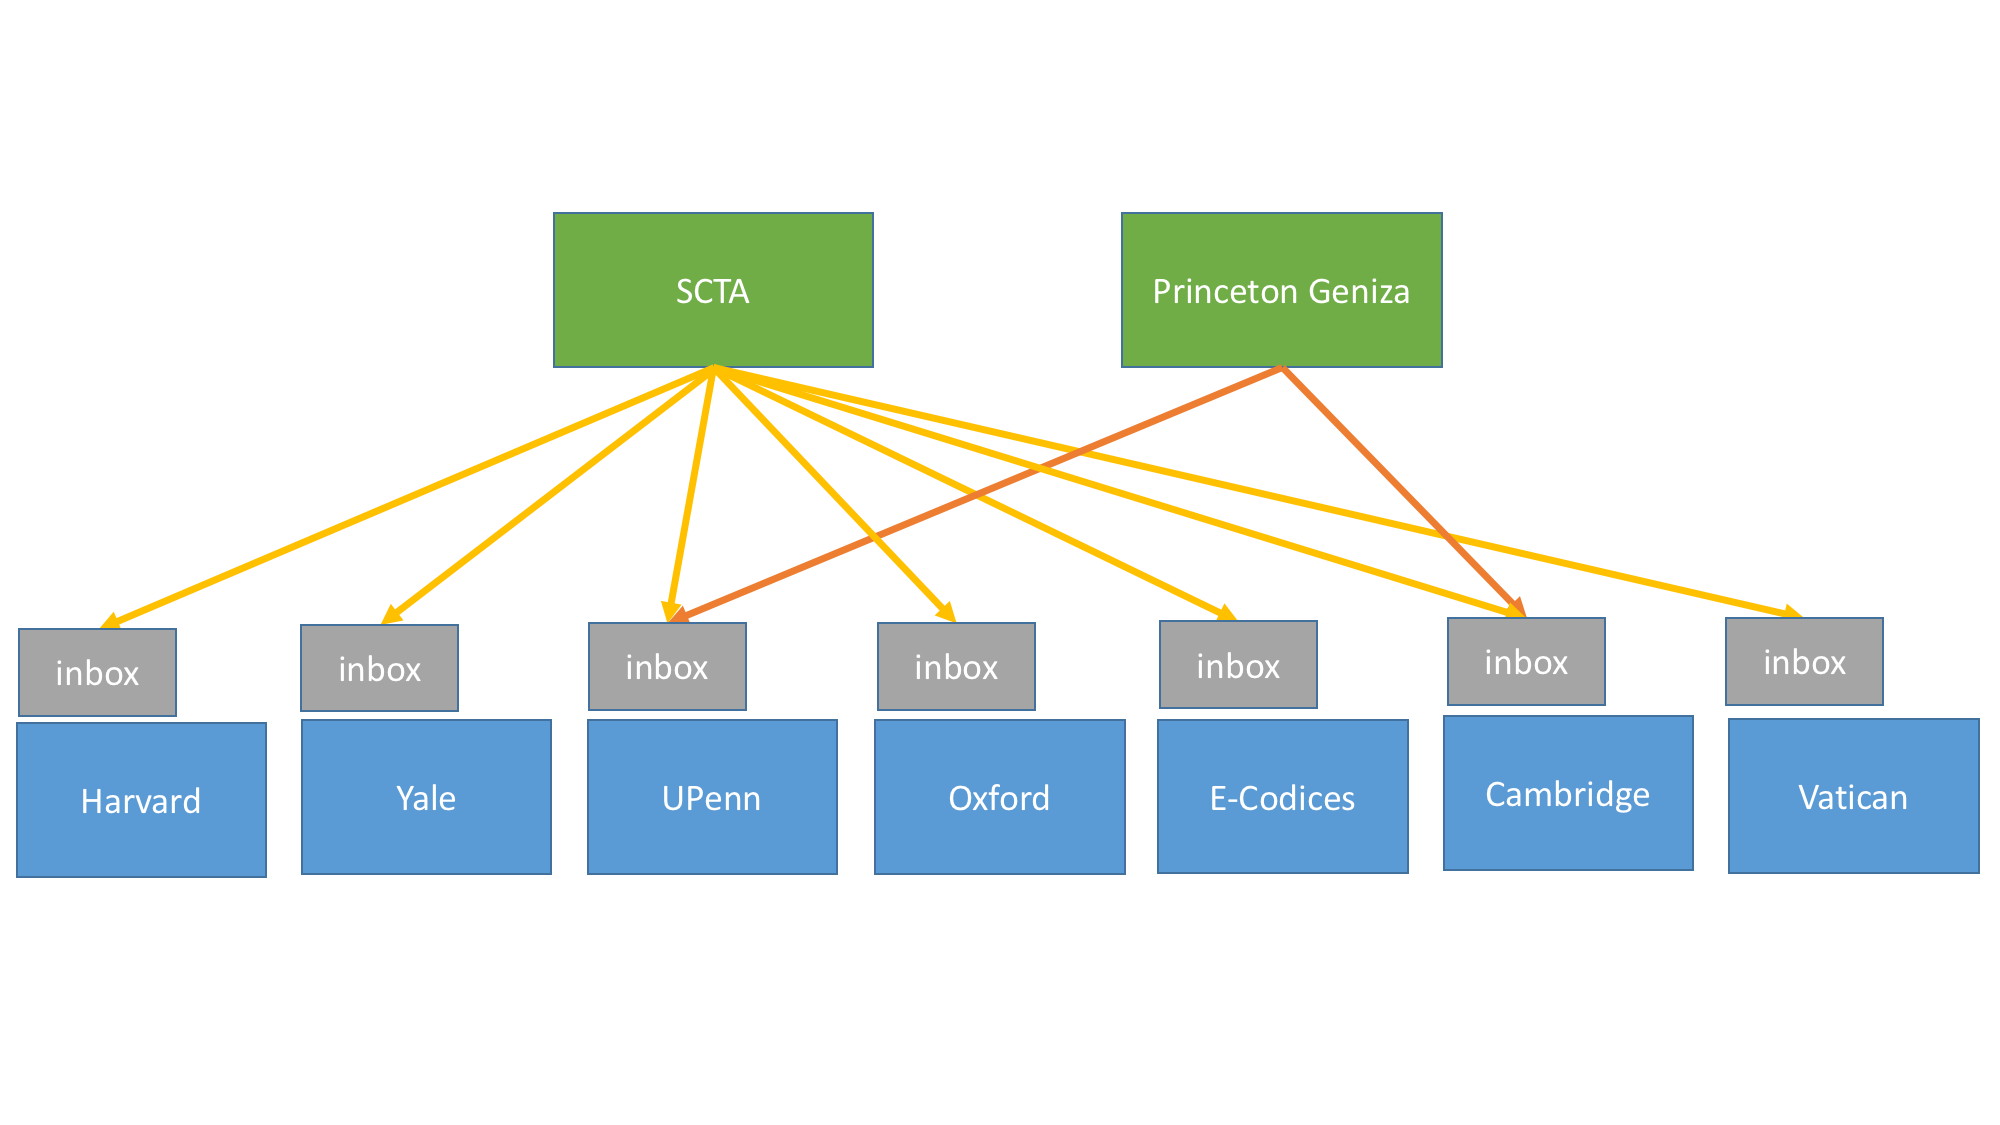 SCTA
Princeton Geniza
inbox
inbox
inbox
inbox
inbox
inbox
inbox
Harvard
Yale
UPenn
Oxford
E-Codices
Cambridge
Vatican